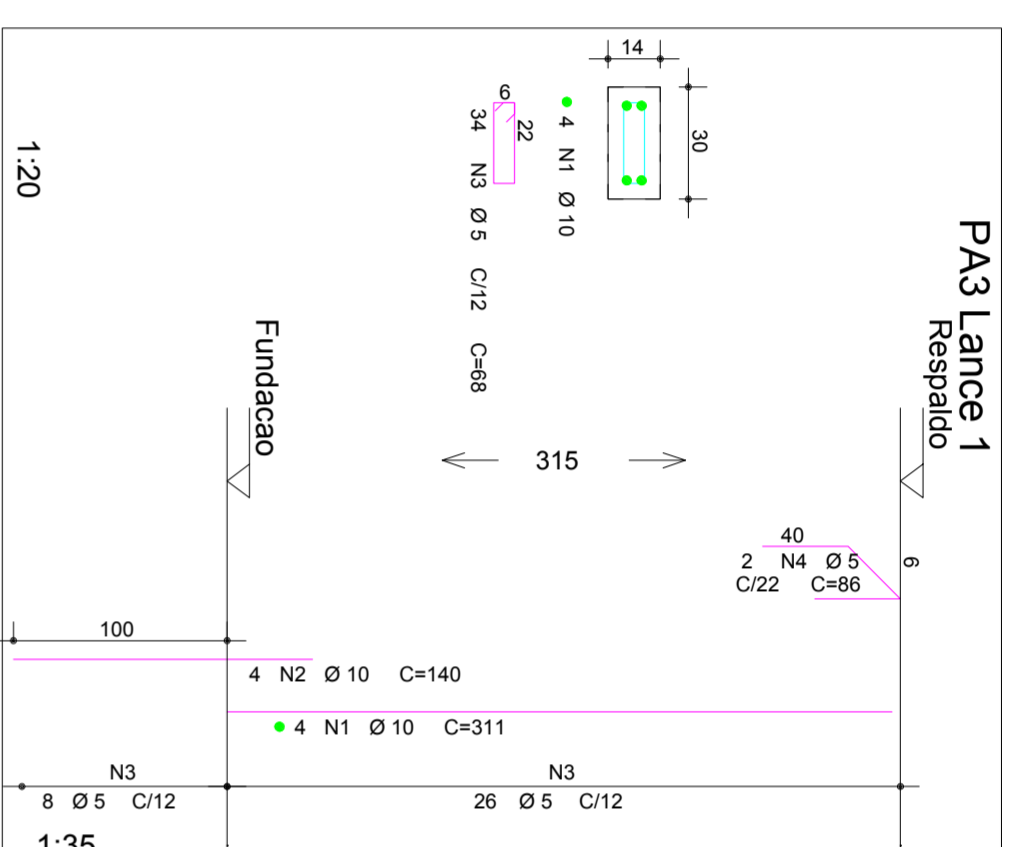 PA3 Lance 1
Respaldo
14
30
4 N1 Ø 10
6
22
34 N3 Ø 5 C/12 C=68
1:20
Fundacao
315
40
6
2 N4 Ø 5
C/22 C=86
100
4 N2 Ø 10 C=140
4 N1 Ø 10 C=311
N3
8 Ø 5 C/12
N3
26 Ø 5 C/12
1:35